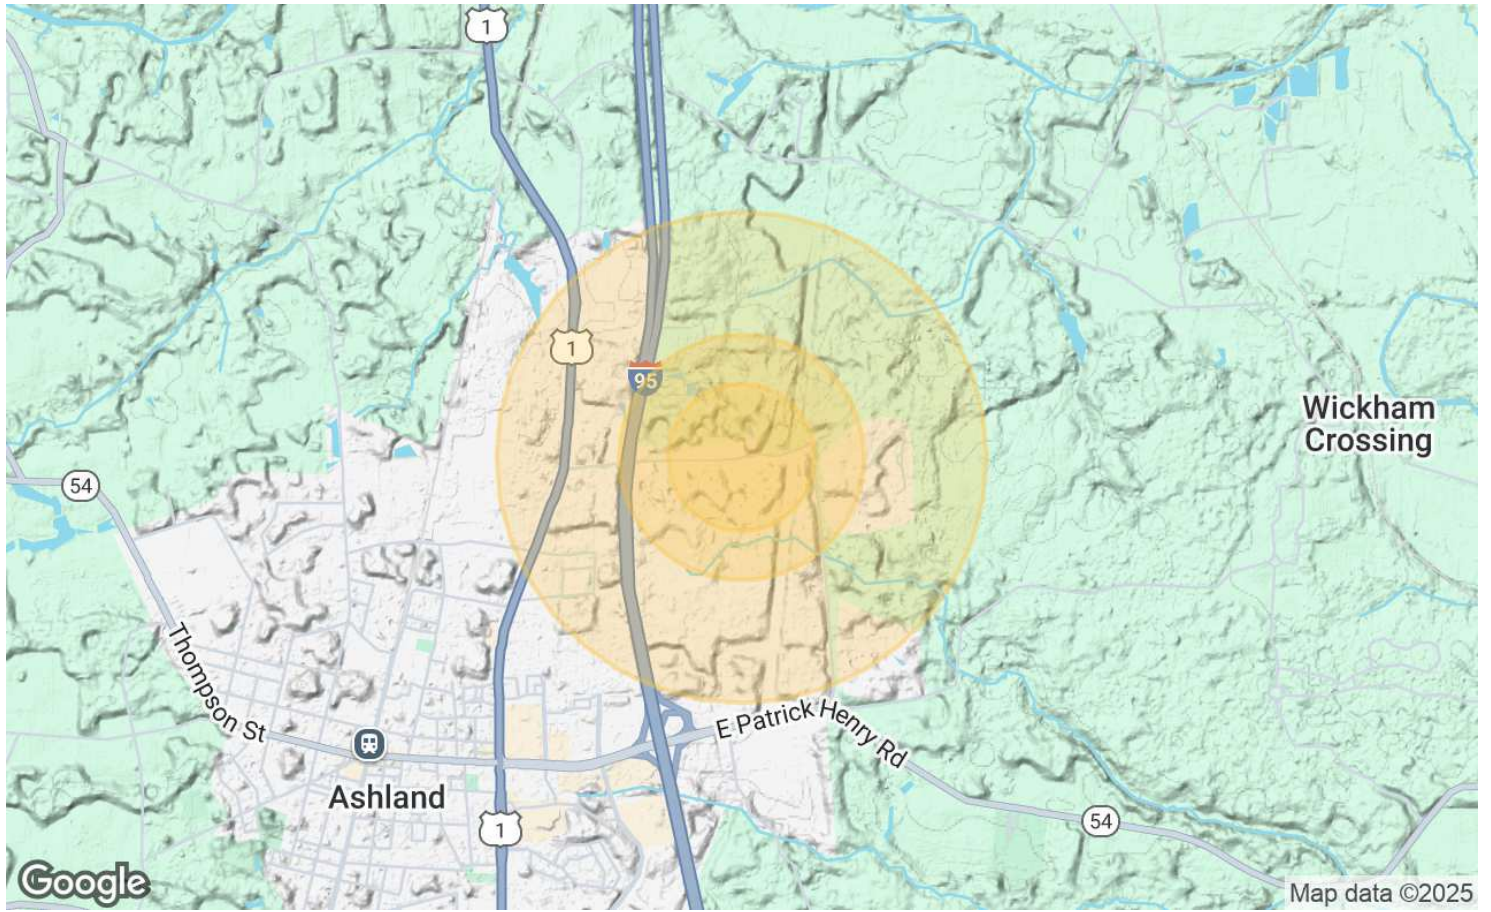 1
1
95
Wickham
Crossing
54
Thompson St
E Patrick Henry Rd
Ashland
1
54
Google
Map data ©2025